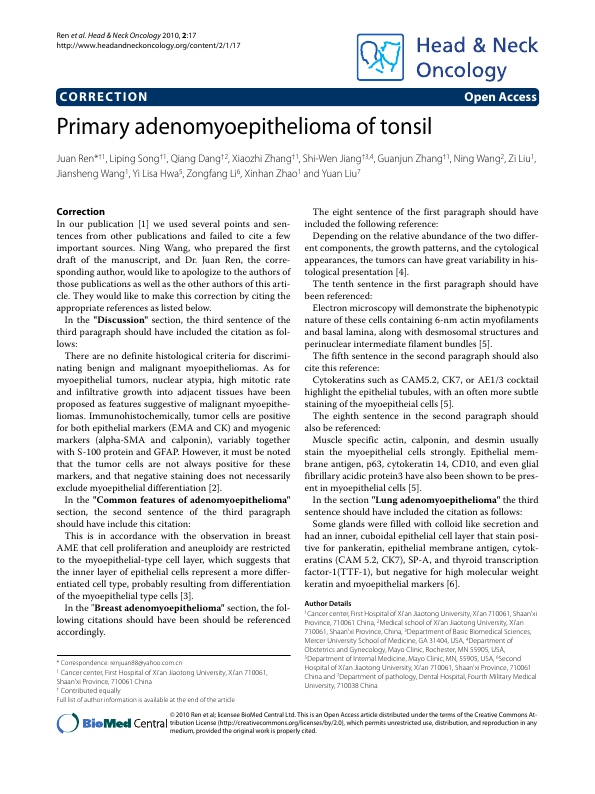 Ren et al. Head & Neck Oncology 2010, 2:17
http://www.headandneckoncology.org/content/2/1/17
Head & Neck
Oncology
CORRECTION
Open Access
Primary adenomyoepithelioma of tonsil
Juan Ren*†1, Liping Song†1, Qiang Dang†2, Xiaozhi Zhang†1, Shi-Wen Jiang†3,4, Guanjun Zhang†1, Ning Wang2, Zi Liu1,
Jiansheng Wang1, Yi Lisa Hwa5, Zongfang Li6, Xinhan Zhao1 and Yuan Liu7
Correction
In our publication [1] we used several points and sen-
tences from other publications and failed to cite a few
important sources. Ning Wang, who prepared the first
draft of the manuscript, and Dr. Juan Ren, the corre-
sponding author, would like to apologize to the authors of
those publications as well as the other authors of this arti-
cle. They would like to make this correction by citing the
appropriate references as listed below.
In the "Discussion" section, the third sentence of the
third paragraph should have included the citation as fol-
lows:
There are no definite histological criteria for discrimi-
nating benign and malignant myoepitheliomas. As for
myoepithelial tumors, nuclear atypia, high mitotic rate
and infiltrative growth into adjacent tissues have been
proposed as features suggestive of malignant myoepithe-
liomas. Immunohistochemically, tumor cells are positive
for both epithelial markers (EMA and CK) and myogenic
markers (alpha-SMA and calponin), variably together
with S-100 protein and GFAP. However, it must be noted
that the tumor cells are not always positive for these
markers, and that negative staining does not necessarily
exclude myoepithelial differentiation [2].
In the "Common features of adenomyoepithelioma"
section, the second sentence of the third paragraph
should have include this citation:
This is in accordance with the observation in breast
AME that cell proliferation and aneuploidy are restricted
to the myoepithelial-type cell layer, which suggests that
the inner layer of epithelial cells represent a more differ-
entiated cell type, probably resulting from differentiation
of the myoepithelial type cells [3].
In the "Breast adenomyoepithelioma" section, the fol-
lowing citations should have been should be referenced
accordingly.
The eight sentence of the first paragraph should have
included the following reference:
Depending on the relative abundance of the two differ-
ent components, the growth patterns, and the cytological
appearances, the tumors can have great variability in his-
tological presentation [4].
The tenth sentence in the first paragraph should have
been referenced:
Electron microscopy will demonstrate the biphenotypic
nature of these cells containing 6-nm actin myofilaments
and basal lamina, along with desmosomal structures and
perinuclear intermediate filament bundles [5].
The fifth sentence in the second paragraph should also
cite this reference:
Cytokeratins such as CAM5.2, CK7, or AE1/3 cocktail
highlight the epithelial tubules, with an often more subtle
staining of the myoepitheial cells [5].
The eighth sentence in the second paragraph should
also be referenced:
Muscle specific actin, calponin, and desmin usually
stain the myoepithelial cells strongly. Epithelial mem-
brane antigen, p63, cytokeratin 14, CD10, and even glial
fibrillary acidic protein3 have also been shown to be pres-
ent in myoepithelial cells [5].
In the section "Lung adenomyoepithelioma" the third
sentence should have included the citation as follows:
Some glands were filled with colloid like secretion and
had an inner, cuboidal epithelial cell layer that stain posi-
tive for pankeratin, epithelial membrane antigen, cytok-
eratins (CAM 5.2, CK7), SP-A, and thyroid transcription
factor-1(TTF-1), but negative for high molecular weight
keratin and myoepithelial markers [6].
Author Details
1Cancer center, First Hospital of Xi'an Jiaotong University, Xi'an 710061, Shaan'xi
Province, 710061 China, 2Medical school of Xi'an Jiaotong University, Xi'an
710061, Shaan'xi Province, China, 3Department of Basic Biomedical Sciences,
Mercer University School of Medicine, GA 31404, USA, 4Department of
Obstetrics and Gynecology, Mayo Clinic, Rochester, MN 55905, USA,
5Department of Internal Medicine, Mayo Clinic, MN, 55905, USA, 6Second
Hospital of Xi'an Jiaotong University, Xi'an 710061, Shaan'xi Province, 710061
China and 7Department of pathology, Dental Hospital, Fourth Military Medical
University, 710038 China
* Correspondence: renjuan88@yahoo.com.cn
1 Cancer center, First Hospital of Xi'an Jiaotong University, Xi'an 710061,
Shaan'xi Province, 710061 China
† Contributed equally
Full list of author information is available at the end of the article
BioMed Central
© 2010 Ren et al; licensee BioMed Central Ltd. This is an Open Access article distributed under the terms of the Creative Commons At-
tribution License (http://creativecommons.org/licenses/by/2.0), which permits unrestricted use, distribution, and reproduction in any
medium, provided the original work is properly cited.